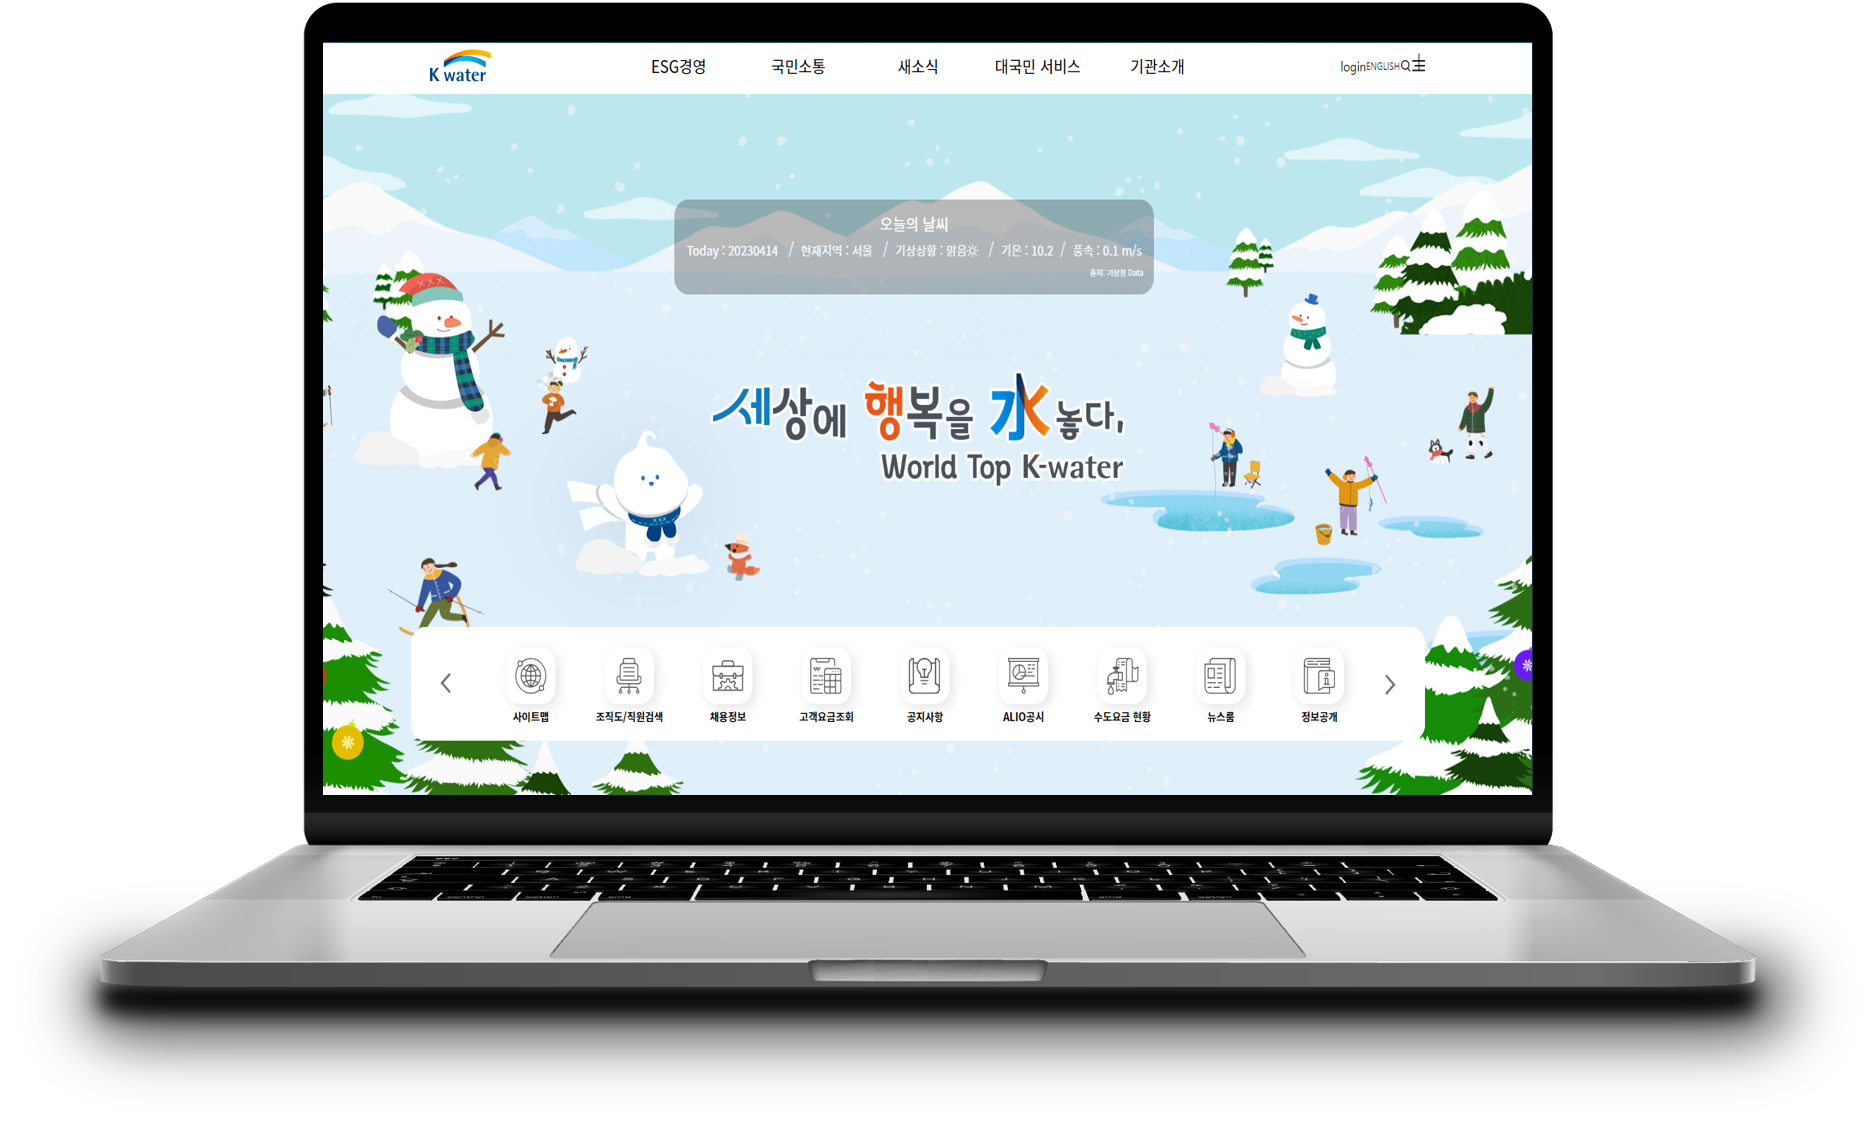 K water
ESG경영 국민소통 새소식 대국민 서비스 기관소개
login ENGLISH
오늘의 날씨
Today : 20230414 / 현재지역 : 서울 / 기상상황 : 맑음 / 기온 : 10.2 / 풍속 : 0.1 m/s
출처: 기상청 Data
세상에 행복을 水 놓다,
World Top K-water
사이트맵 조직도/직원검색 채용정보 고객요금조회 공지사항 ALIO공시 수도요금 현황 뉴스룸 정보공개